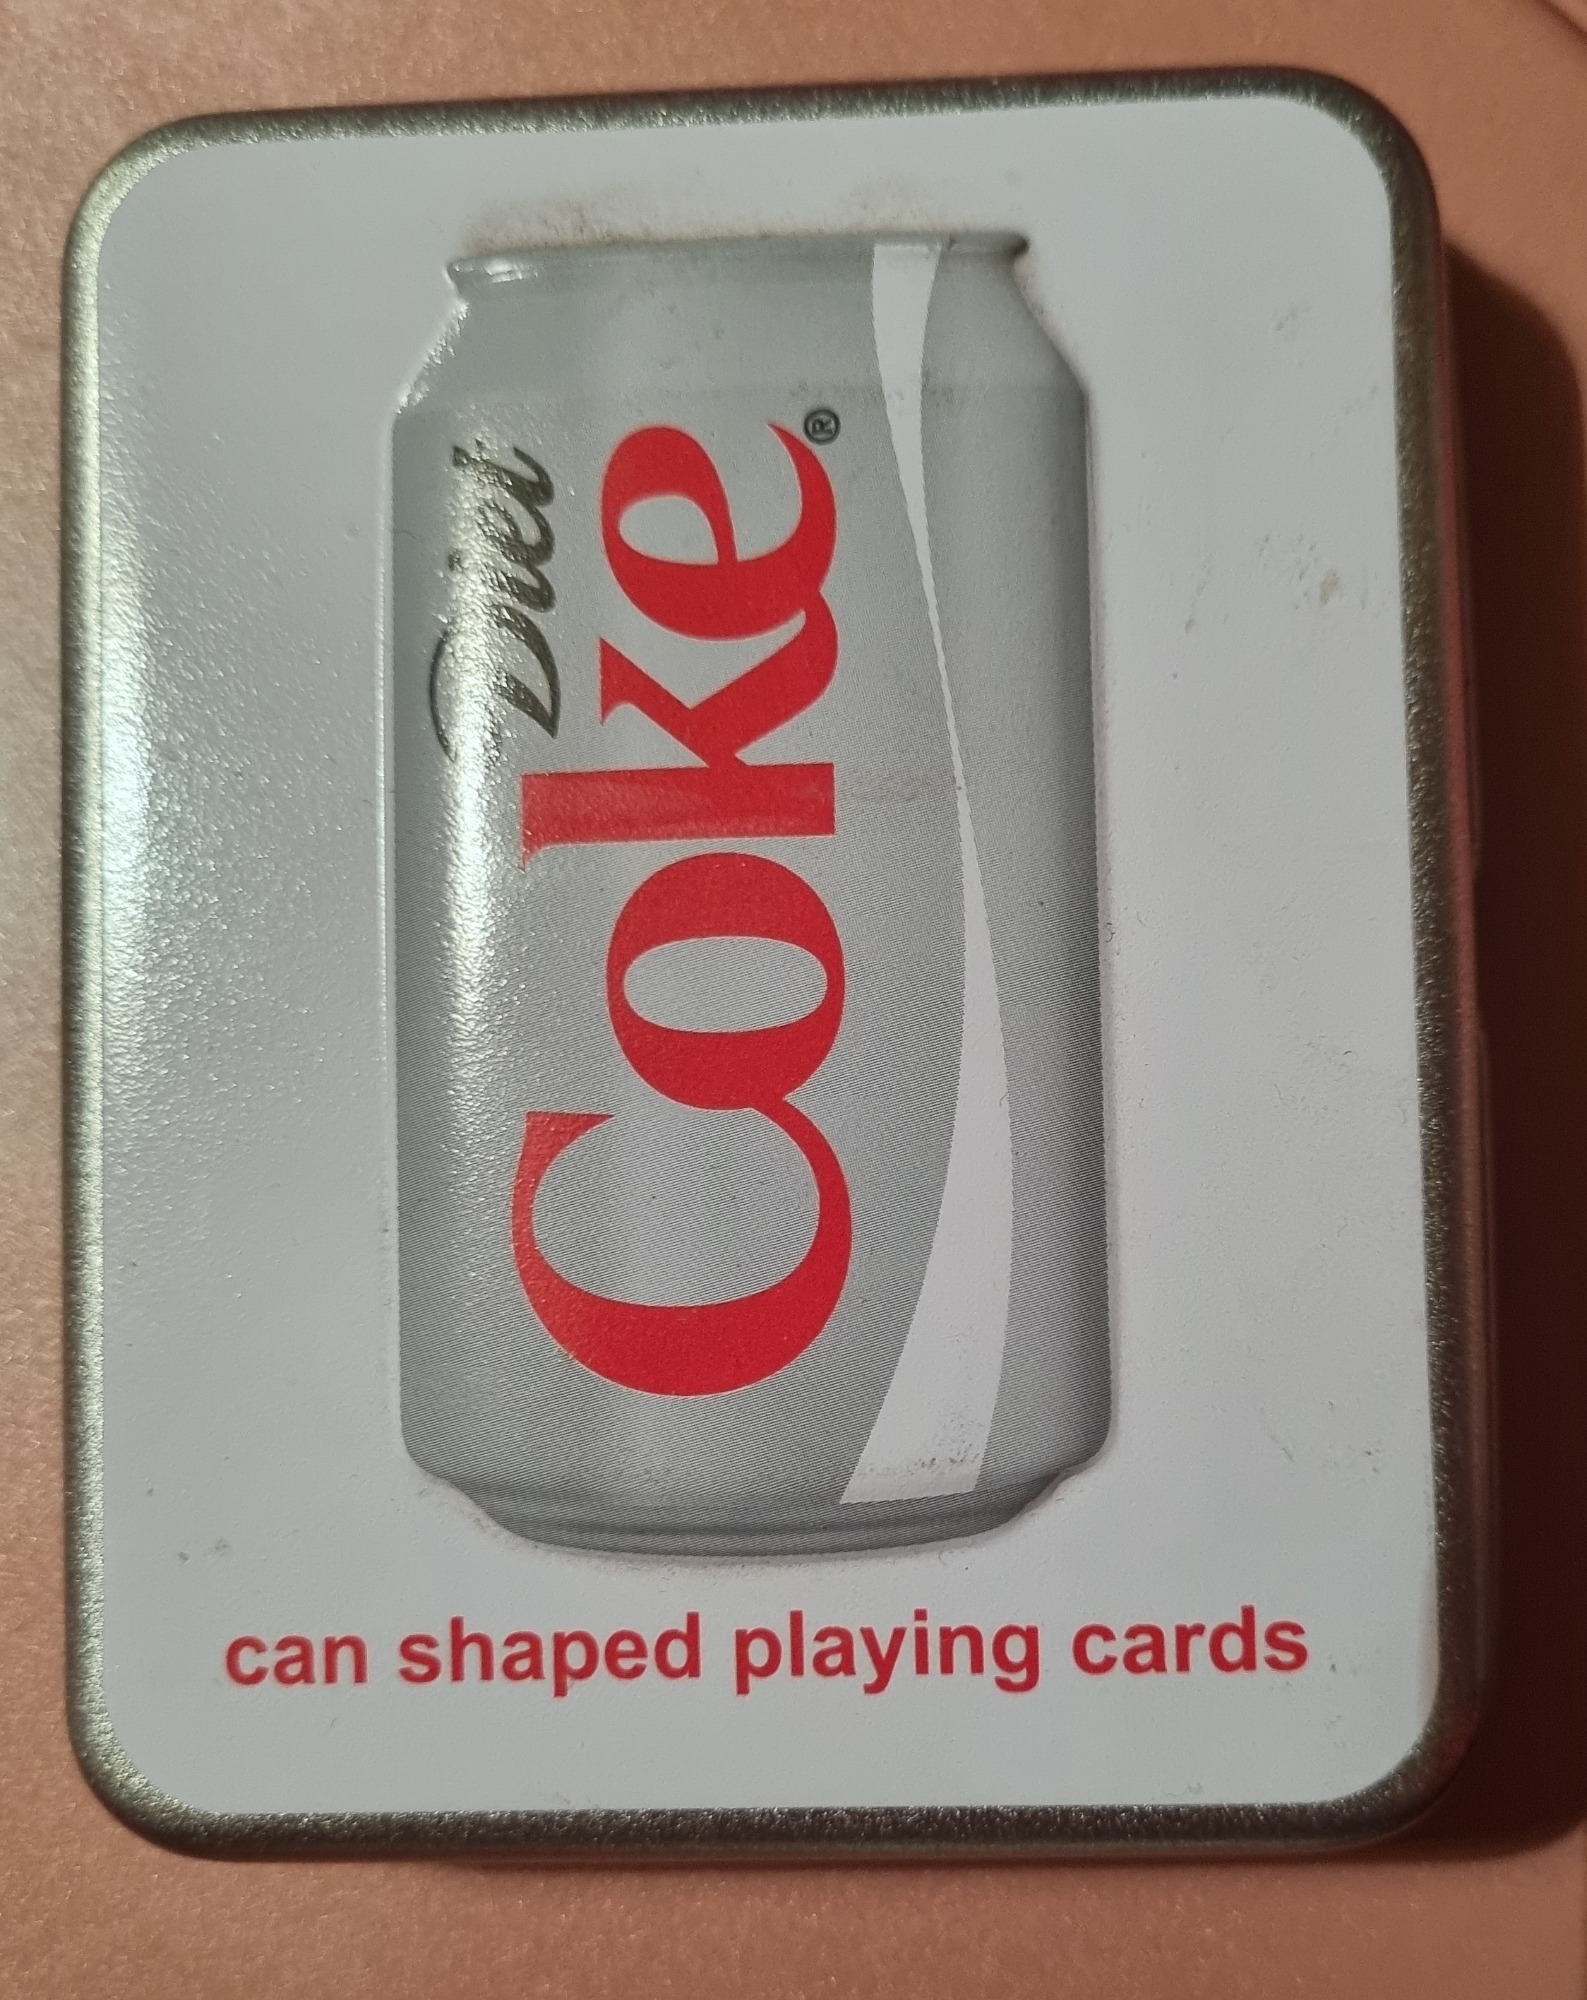 Diet
Coke®
can shaped playing cards